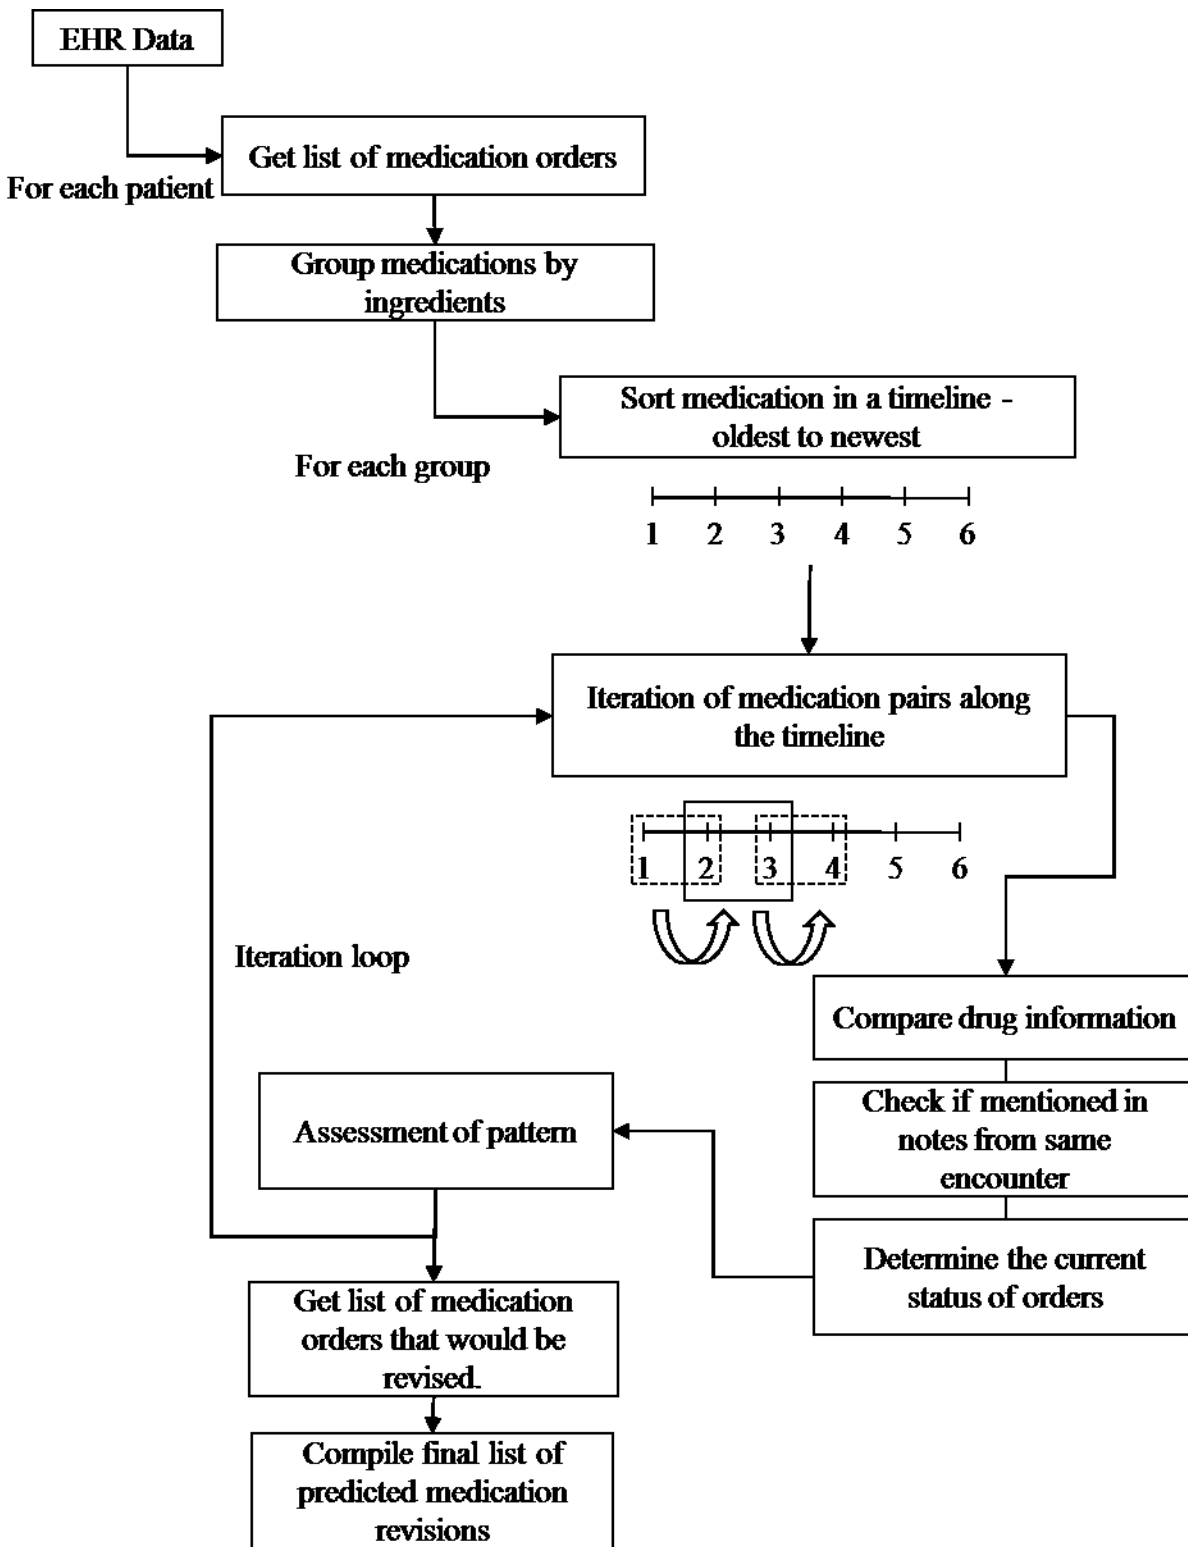 EHR Data
Get list of medication orders
For each patient
Group medications by
ingredients
Sort medication in a timeline -
oldest to newest
For each group
1 2 3 4 5 6
Iteration of medication pairs along
the timeline
1 2 3 4 5 6
Iteration loop
Compare drug information
Check if mentioned in
notes from same
encounter
Assessment of pattern
Determine the current
status of orders
Get list of medication
orders that would be
revised.
Compile final list of
predicted medication
revisions